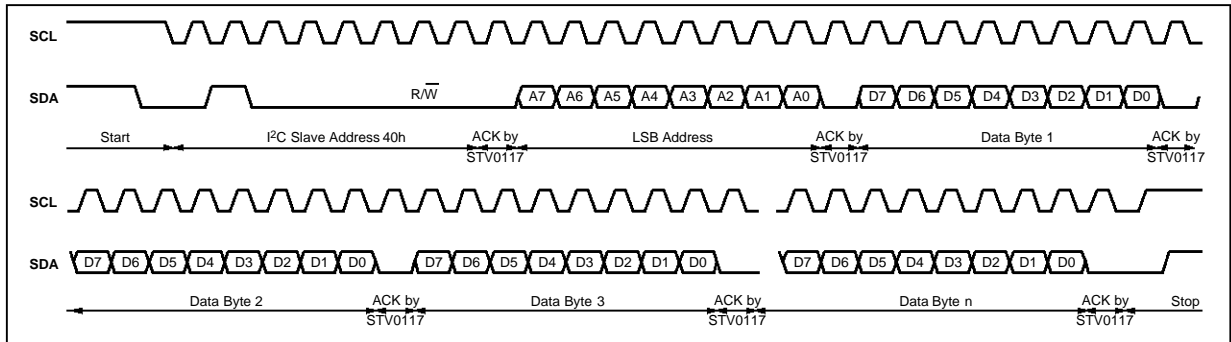 SCL
SDA
R/W
A7 A6 A5 A4 A3 A2 A1 A0
D7 D6 D5 D4 D3 D2 D1 D0
Start
I²C Slave Address 40h
ACK by
STV0117
LSB Address
ACK by
STV0117
Data Byte 1
ACK by
STV0117
SCL
SDA
D7 D6 D5 D4 D3 D2 D1 D0
D7 D6 D5 D4 D3 D2 D1 D0
D7 D6 D5 D4 D3 D2 D1 D0
Data Byte 2
ACK by
STV0117
Data Byte 3
ACK by
STV0117
Data Byte n
ACK by
STV0117
Stop